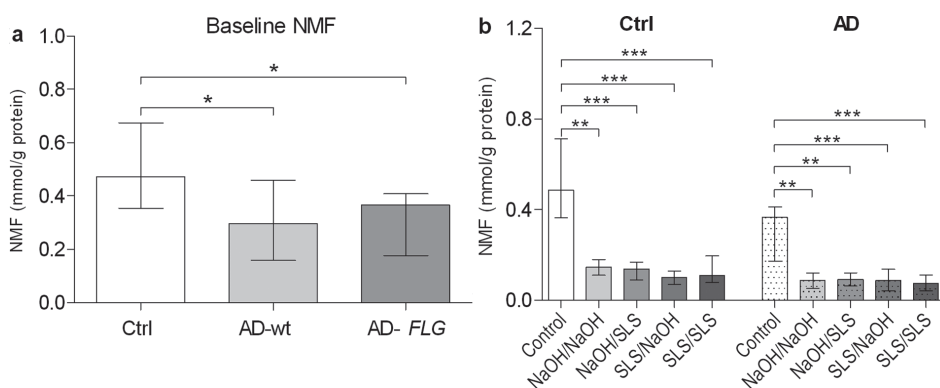 a
Baseline NMF
NMF (mmol/g protein)
1.0
0.8
0.6
0.4
0.2
0.0
*
*
Ctrl
AD-wt
AD- FLG
b
Ctrl
AD
NMF (mmol/g protein)
1.2
0.8
0.4
0.0
***
***
***
**
***
***
**
**
Control
NaOH/NaOH
NaOH/SLS
SLS/NaOH
SLS/SLS
Control
NaOH/NaOH
NaOH/SLS
SLS/NaOH
SLS/SLS